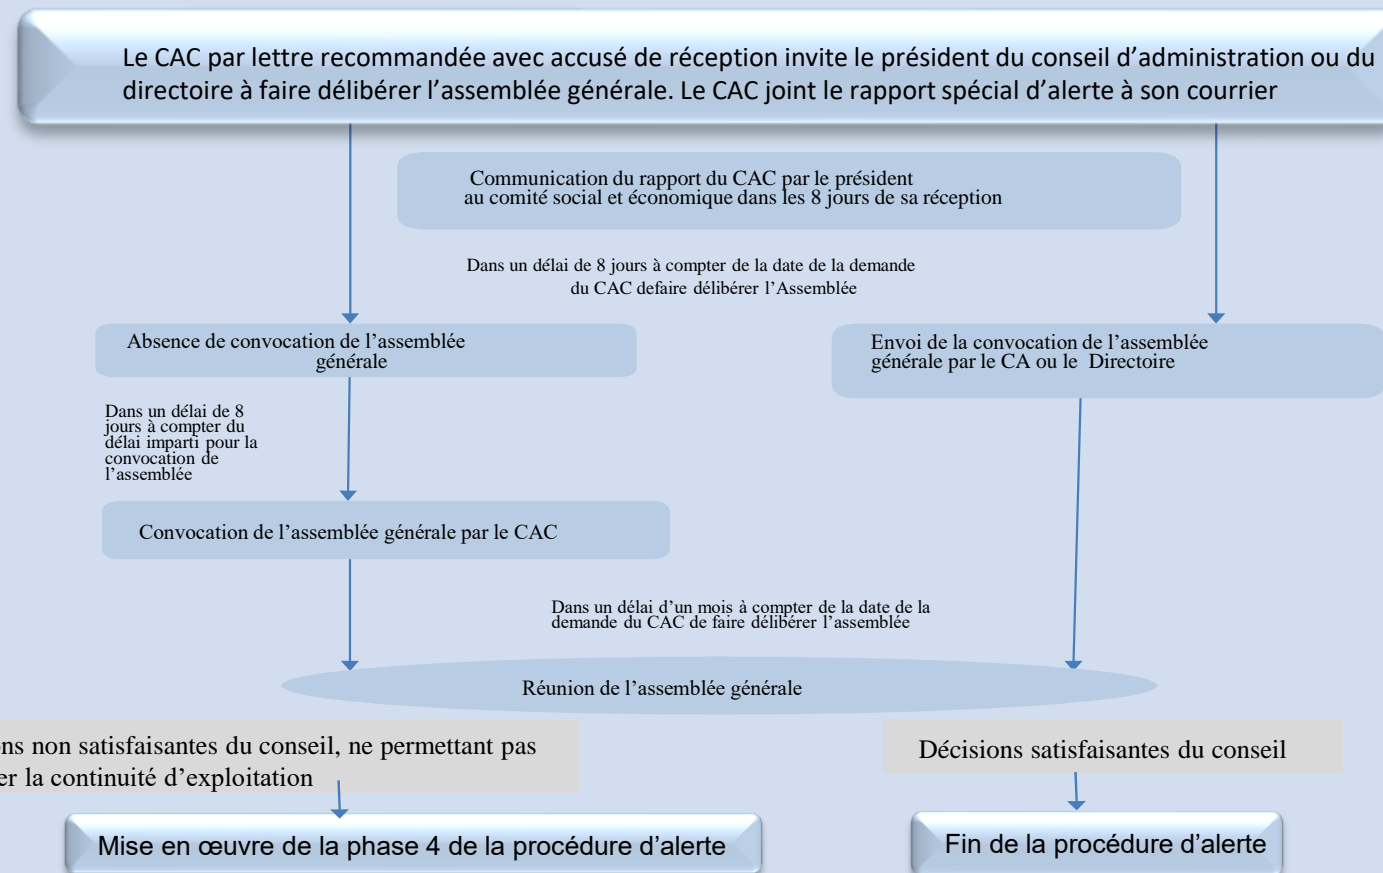 Le CAC par lettre recommandée avec accusé de réception invite le président du conseil d’administration ou du
directoire à faire délibérer l’assemblée générale. Le CAC joint le rapport spécial d’alerte à son courrier
Communication du rapport du CAC par le président
au comité social et économique dans les 8 jours de sa réception
Dans un délai de 8 jours à compter de la date de la demande
du CAC defaire délibérer l’Assemblée
Absence de convocation de l’assemblée
générale
Envoi de la convocation de l’assemblée
générale par le CA ou le Directoire
Dans un délai de 8
jours à compter du
délai imparti pour la
convocation de
l’assemblée
Convocation de l’assemblée générale par le CAC
Dans un délai d’un mois à compter de la date de la
demande du CAC de faire délibérer l’assemblée
Réunion de l’assemblée générale
non satisfaisantes du conseil, ne permettant pas
la continuité d’exploitation
Décisions satisfaisantes du conseil
Mise en œuvre de la phase 4 de la procédure d’alerte
Fin de la procédure d’alerte